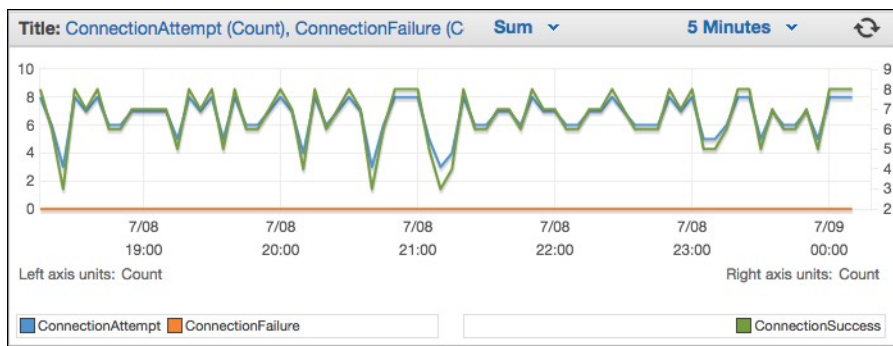 Title: ConnectionAttempt (Count), ConnectionFailure (C Sum 5 Minutes
10 9
8 8
7
6 6
4 5
4
2 3
0 2
7/08 7/08 7/08 7/08 7/08 7/09
19:00 20:00 21:00 22:00 23:00 00:00
Left axis units: Count Right axis units: Count
ConnectionAttempt ConnectionFailure ConnectionSuccess